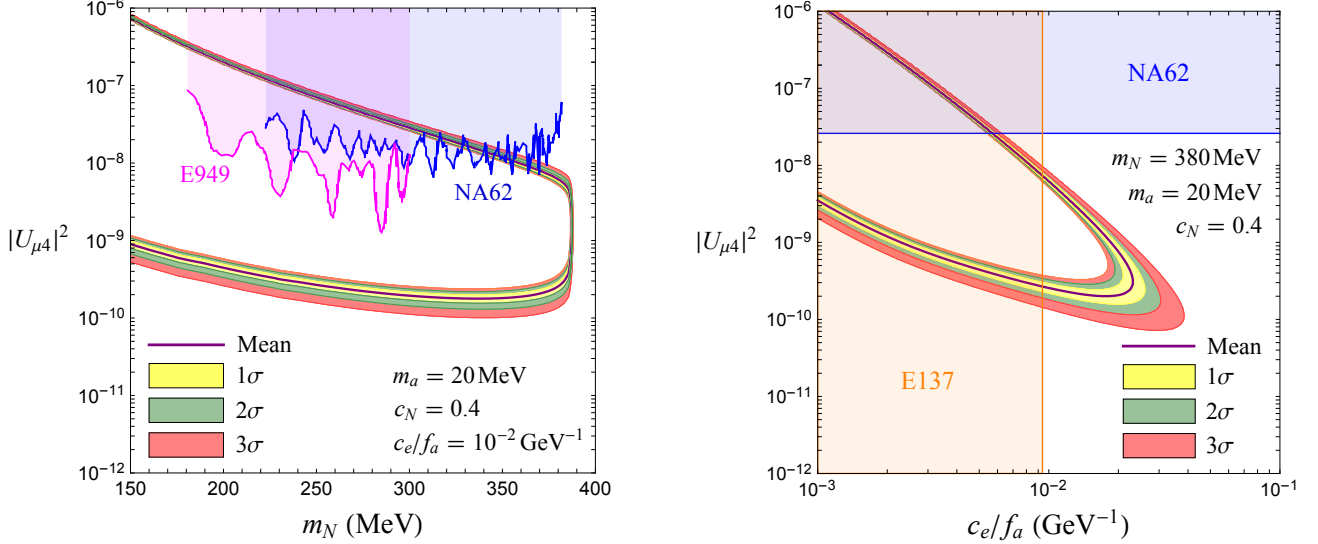 10⁻⁶
10⁻⁷
10⁻⁸
10⁻⁹
10⁻¹⁰
10⁻¹¹
10⁻¹²
|U_{μ4}|²
E949
NA62
Mean
1σ
2σ
3σ
m_a = 20 MeV
c_N = 0.4
c_e/f_a = 10⁻² GeV⁻¹
150 200 250 300 350 400
m_N (MeV)
10⁻⁶
10⁻⁷
10⁻⁸
10⁻⁹
10⁻¹⁰
10⁻¹¹
10⁻¹²
|U_{μ4}|²
NA62
m_N = 380 MeV
m_a = 20 MeV
c_N = 0.4
E137
Mean
1σ
2σ
3σ
10⁻³ 10⁻² 10⁻¹
c_e/f_a (GeV⁻¹)